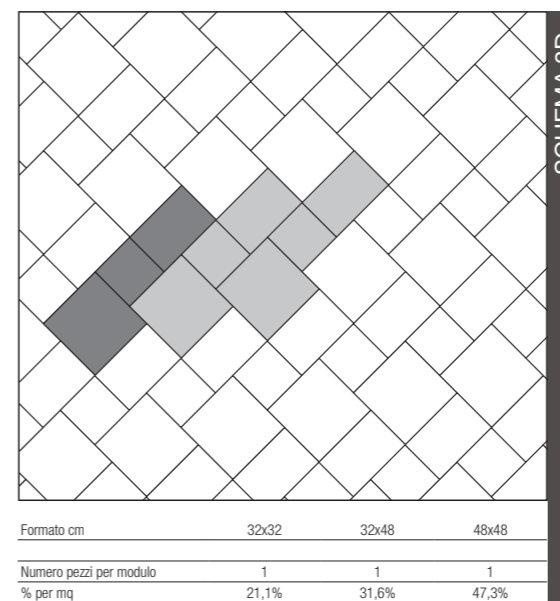 Formato cm 32x32 32x48 48x48
Numero pezzi per modulo 1 1 1
% per mq 21,1% 31,6% 47,3%